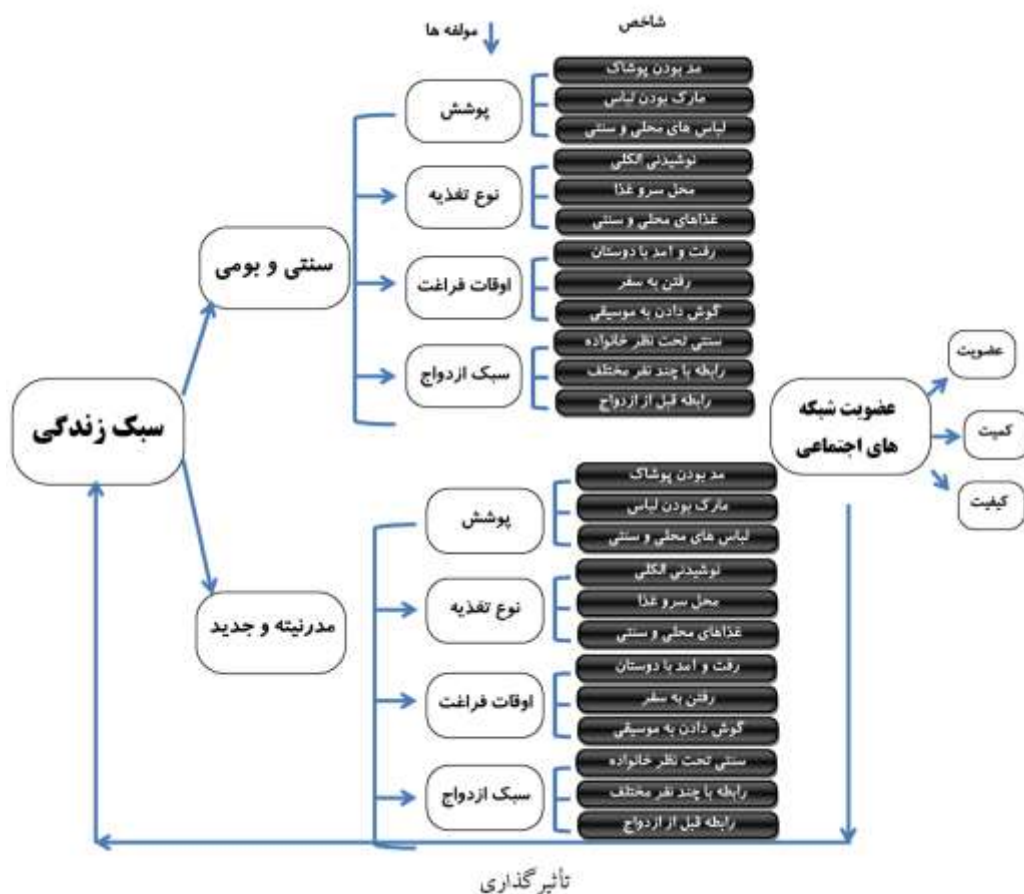 شاخص
مولفه ها
مد بودن پوشاک
مارک بودن لباس
لباس های محلی و سنتی
پوشش
نوشیدنی الکلی
محل سرو غذا
غذاهای محلی و سنتی
نوع تغذیه
رفت و آمد با دوستان
رفتن به سفر
گوش دادن به موسیقی
اوقات فراغت
سنتی تحت نظر خانواده
رابطه با چند نفر مختلف
رابطه قبل از ازدواج
سبک ازدواج
سنتی و بومی
سبک زندگی
عضویت شبکه
های اجتماعی
عضویت
کمیت
کیفیت
مد بودن پوشاک
مارک بودن لباس
لباس های محلی و سنتی
پوشش
نوشیدنی الکلی
محل سرو غذا
غذاهای محلی و سنتی
نوع تغذیه
مدرنیته و جدید
رفت و آمد با دوستان
رفتن به سفر
گوش دادن به موسیقی
اوقات فراغت
سنتی تحت نظر خانواده
رابطه با چند نفر مختلف
رابطه قبل از ازدواج
سبک ازدواج
تأثیرگذاری